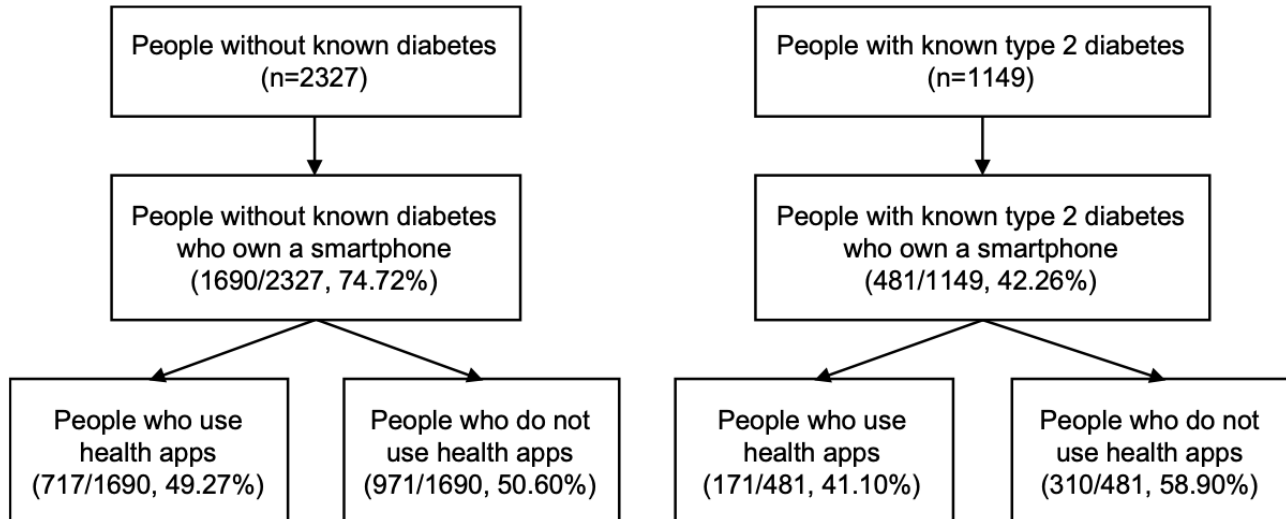 People without known diabetes
(n=2327)
People with known type 2 diabetes
(n=1149)
People without known diabetes
who own a smartphone
(1690/2327, 74.72%)
People with known type 2 diabetes
who own a smartphone
(481/1149, 42.26%)
People who use
health apps
(717/1690, 49.27%)
People who do not
use health apps
(971/1690, 50.60%)
People who use
health apps
(171/481, 41.10%)
People who do not
use health apps
(310/481, 58.90%)